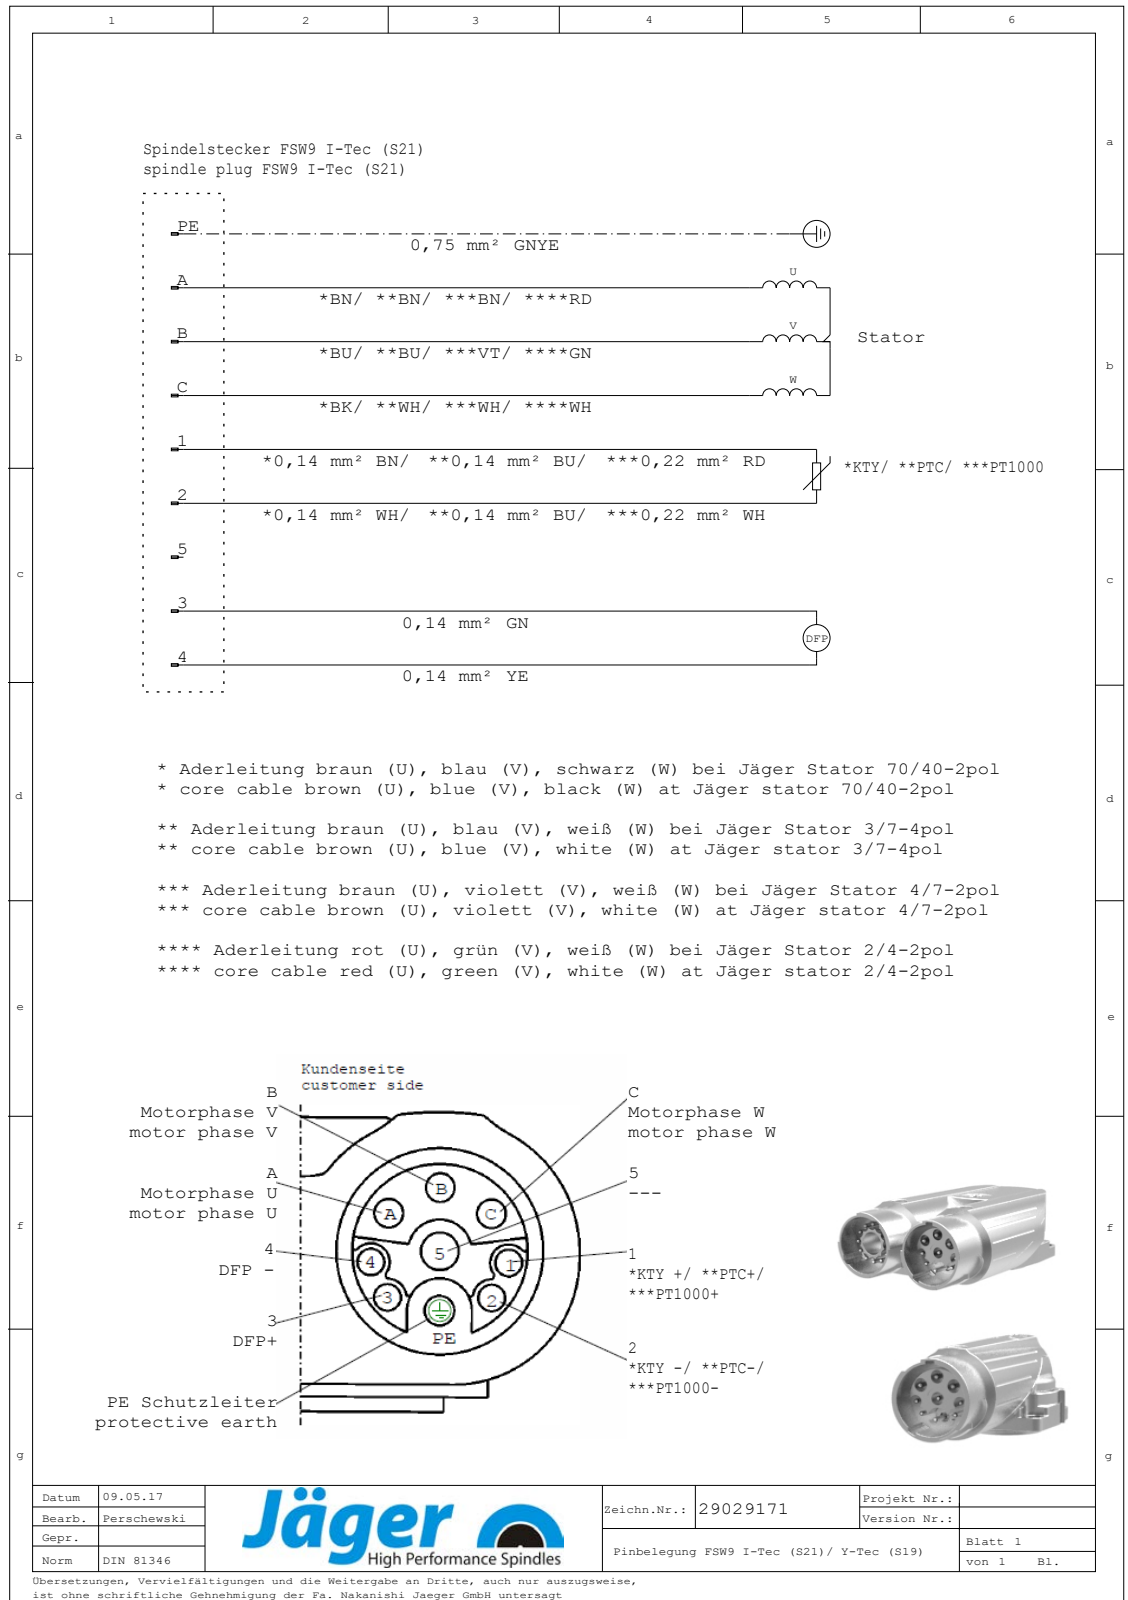 1 2 3 4 5 6
a a
Spindelstecker FSW9 I-Tec (S21)
spindle plug FSW9 I-Tec (S21)
PE
0,75 mm² GNYE
A
U
*BN/ **BN/ ***BN/ ****RD
B
V
Stator
*BU/ **BU/ ***VT/ ****GN
b b
C
W
*BK/ **WH/ ***WH/ ****WH
1
*0,14 mm² BN/ **0,14 mm² BU/ ***0,22 mm² RD
*KTY/ **PTC/ ***PT1000
2
*0,14 mm² WH/ **0,14 mm² BU/ ***0,22 mm² WH
5
c c
3
0,14 mm² GN
DFP
4
0,14 mm² YE
* Aderleitung braun (U), blau (V), schwarz (W) bei Jäger Stator 70/40-2pol
* core cable brown (U), blue (V), black (W) at Jäger stator 70/40-2pol
d d
** Aderleitung braun (U), blau (V), weiß (W) bei Jäger Stator 3/7-4pol
** core cable brown (U), blue (V), white (W) at Jäger stator 3/7-4pol
*** Aderleitung braun (U), violett (V), weiß (W) bei Jäger Stator 4/7-2pol
*** core cable brown (U), violett (V), white (W) at Jäger stator 4/7-2pol
**** Aderleitung rot (U), grün (V), weiß (W) bei Jäger Stator 2/4-2pol
**** core cable red (U), green (V), white (W) at Jäger stator 2/4-2pol
e e
Kundenseite
customer side
B
Motorphase V
motor phase V
C
Motorphase W
motor phase W
A
Motorphase U
motor phase U
5
---
B
A
C
f f
4
DFP -
5
4
1
1
*KTY +/ **PTC+/
***PT1000+
3
2
3
DFP+
PE
2
*KTY -/ **PTC-/
***PT1000-
PE Schutzleiter
protective earth
g g
Datum 09.05.17
Bearb. Perschewski
Gepr.
Norm DIN 81346
Jäger
High Performance Spindles
Zeichn.Nr.: 29029171
Projekt Nr.:
Version Nr.:
Pinbelegung FSW9 I-Tec (S21)/ Y-Tec (S19)
Blatt 1
von 1 Bl.
Übersetzungen, Vervielfältigungen und die Weitergabe an Dritte, auch nur auszugsweise,
ist ohne schriftliche Gehnehmigung der Fa. Nakanishi Jaeger GmbH untersagt